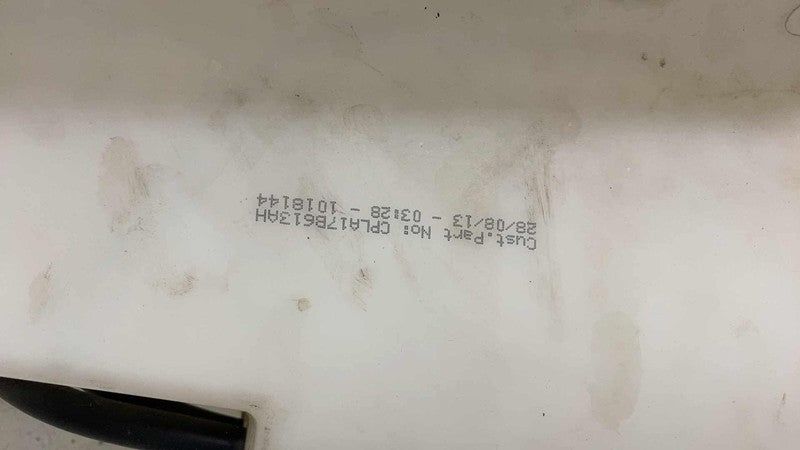 Cust.Part No: CPLA17B613AH
28/08/13 - 03:28 - 1018144